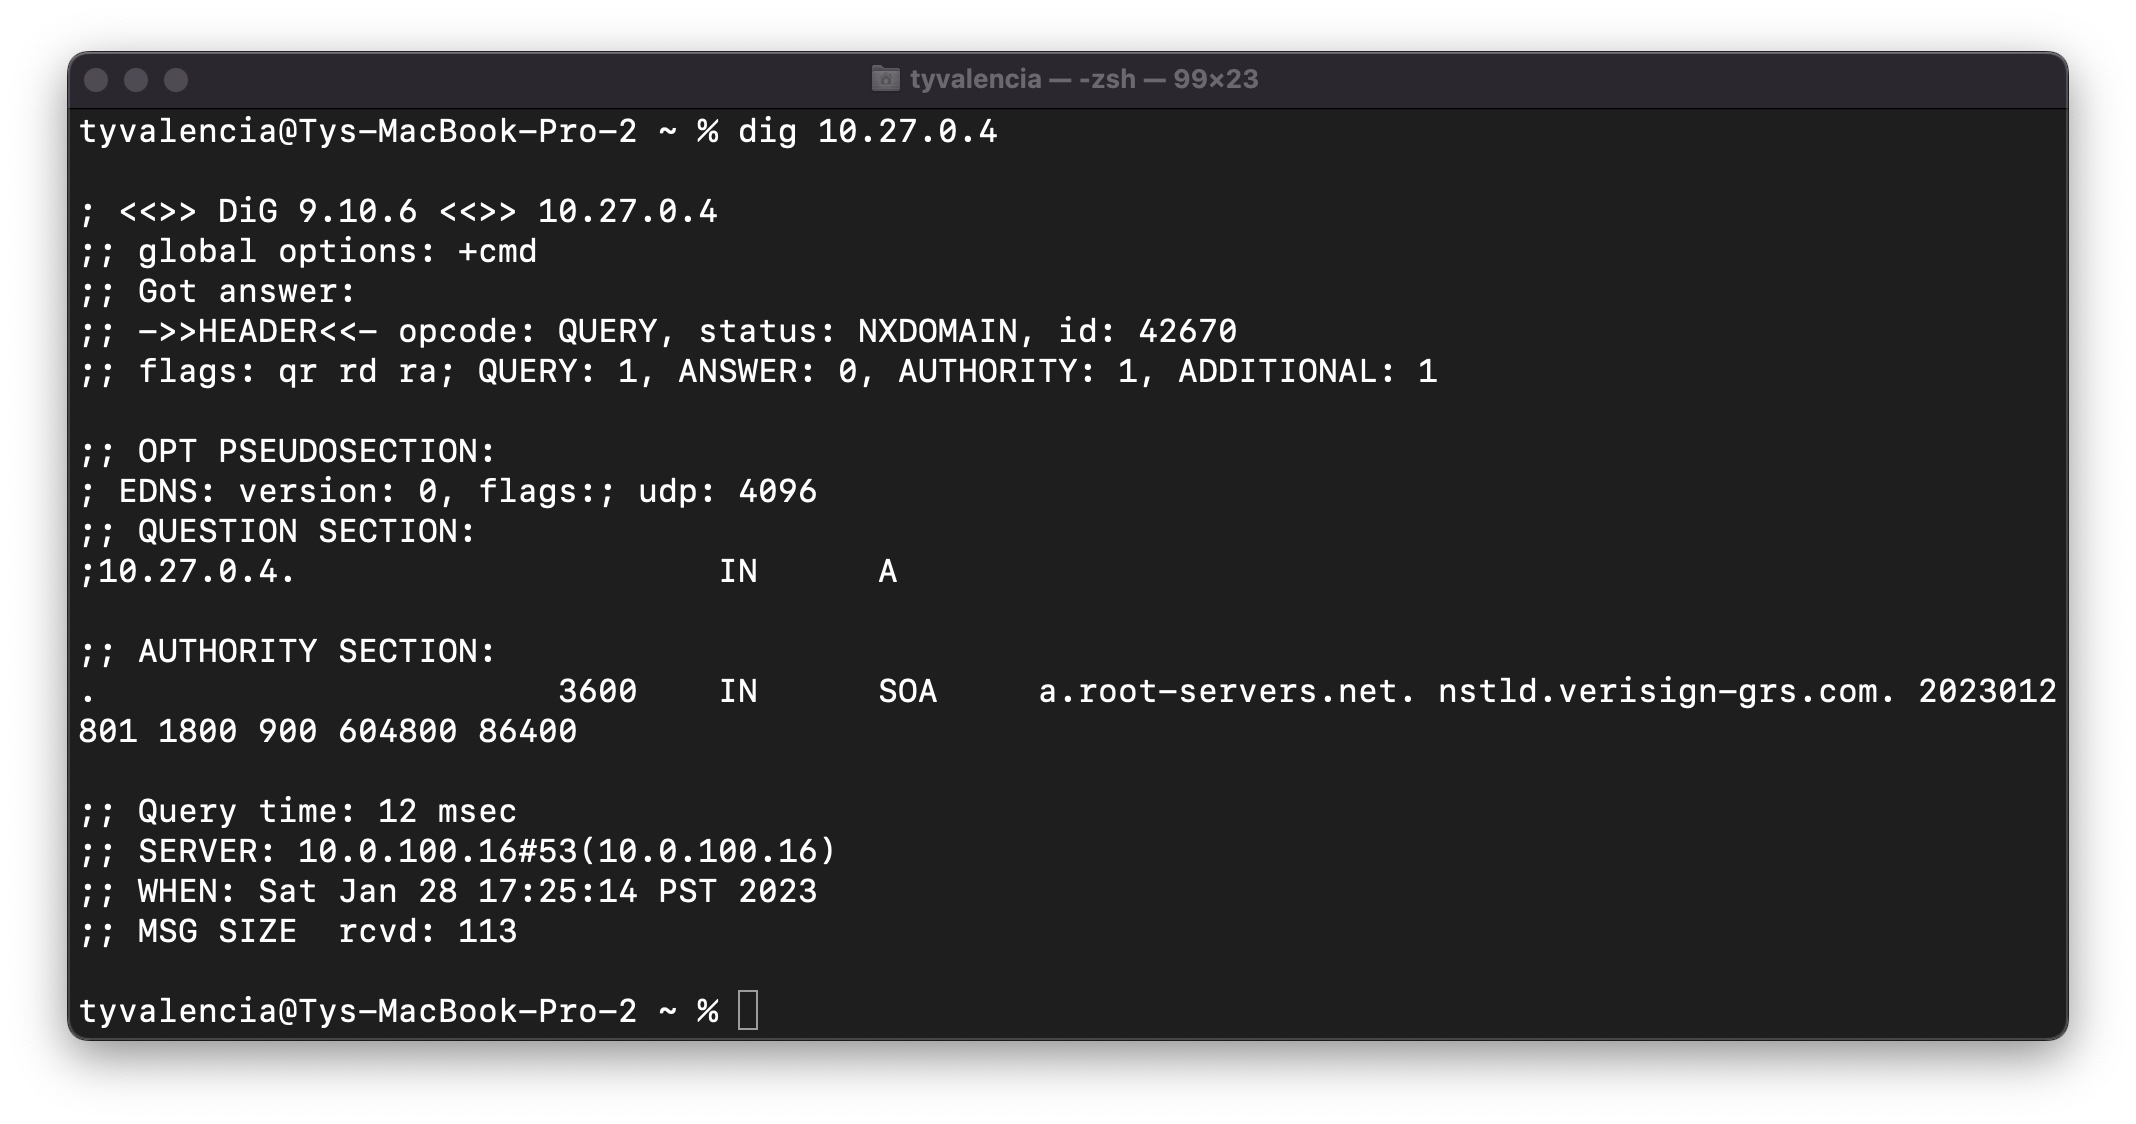 tyvalencia — -zsh — 99×23
tyvalencia@Tys-MacBook-Pro-2 ~ % dig 10.27.0.4
; <<>> DiG 9.10.6 <<>> 10.27.0.4
;; global options: +cmd
;; Got answer:
;; ->>HEADER<<- opcode: QUERY, status: NXDOMAIN, id: 42670
;; flags: qr rd ra; QUERY: 1, ANSWER: 0, AUTHORITY: 1, ADDITIONAL: 1
;; OPT PSEUDOSECTION:
; EDNS: version: 0, flags:; udp: 4096
;; QUESTION SECTION:
;10.27.0.4. IN A
;; AUTHORITY SECTION:
. 3600 IN SOA a.root-servers.net. nstld.verisign-grs.com. 2023012
801 1800 900 604800 86400
;; Query time: 12 msec
;; SERVER: 10.0.100.16#53(10.0.100.16)
;; WHEN: Sat Jan 28 17:25:14 PST 2023
;; MSG SIZE  rcvd: 113
tyvalencia@Tys-MacBook-Pro-2 ~ %